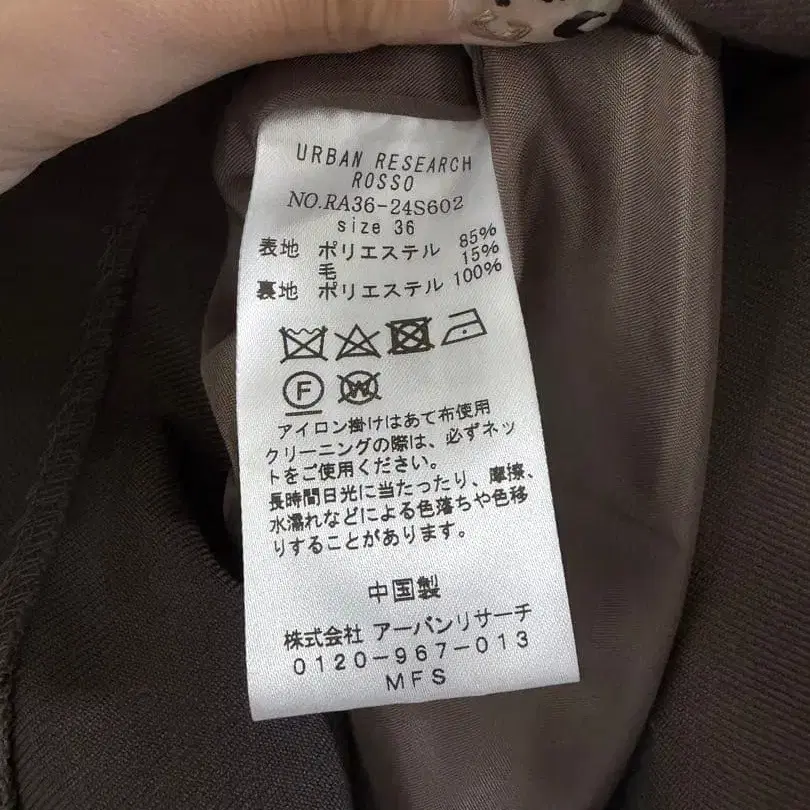 URBAN RESEARCH
ROSSO
NO.RA36-24S602
size 36
表地 ポリエステル 85%
毛 15%
裏地 ポリエステル 100%
F W
アイロン掛けはあて布使用
クリーニングの際は、必ずネッ
トをご使用ください。
長時間日光に当たったり、摩擦、
水濡れなどによる色落ちや色移
りすることがあります。
中国製
株式会社 アーバンリサーチ
0120-967-013
MFS